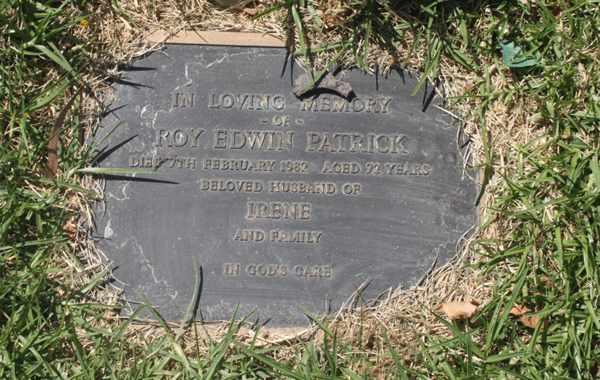 IN LOVING MEMORY
- OF -
ROY EDWIN PATRICK
DIED 7TH FEBRUARY 1982 AGED 72 YEARS
BELOVED HUSBAND OF
IRENE
AND FAMILY
IN GOD'S CARE